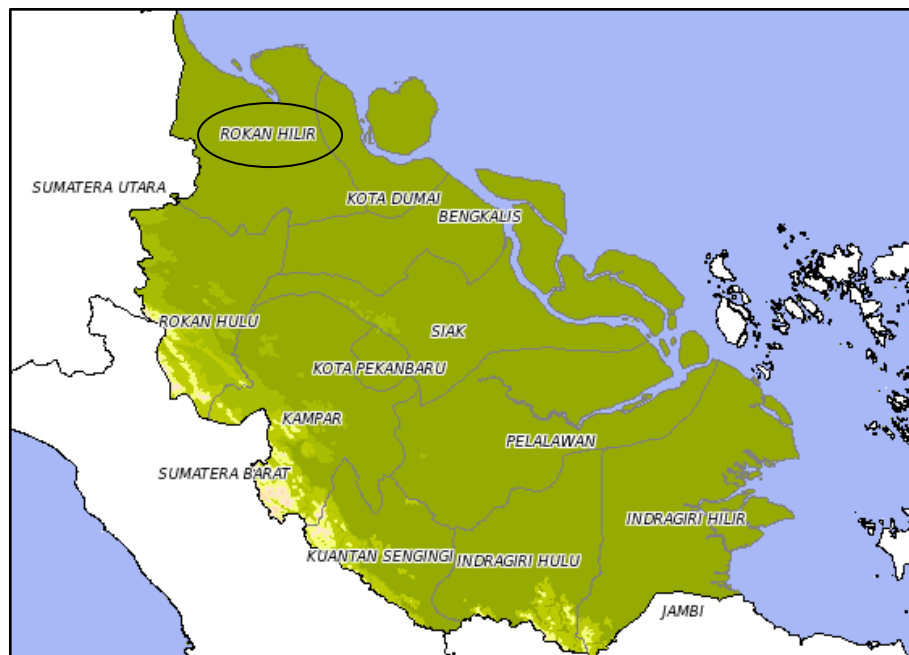 ROKAN HILIR
SUMATERA UTARA
KOTA DUMAI
BENGKALIS
ROKAN HULU
SIAK
KOTA PEKANBARU
KAMPAR
PELALAWAN
SUMATERA BARAT
INDRAGIRI HILIR
KUANTAN SENGINGI
INDRAGIRI HULU
JAMBI